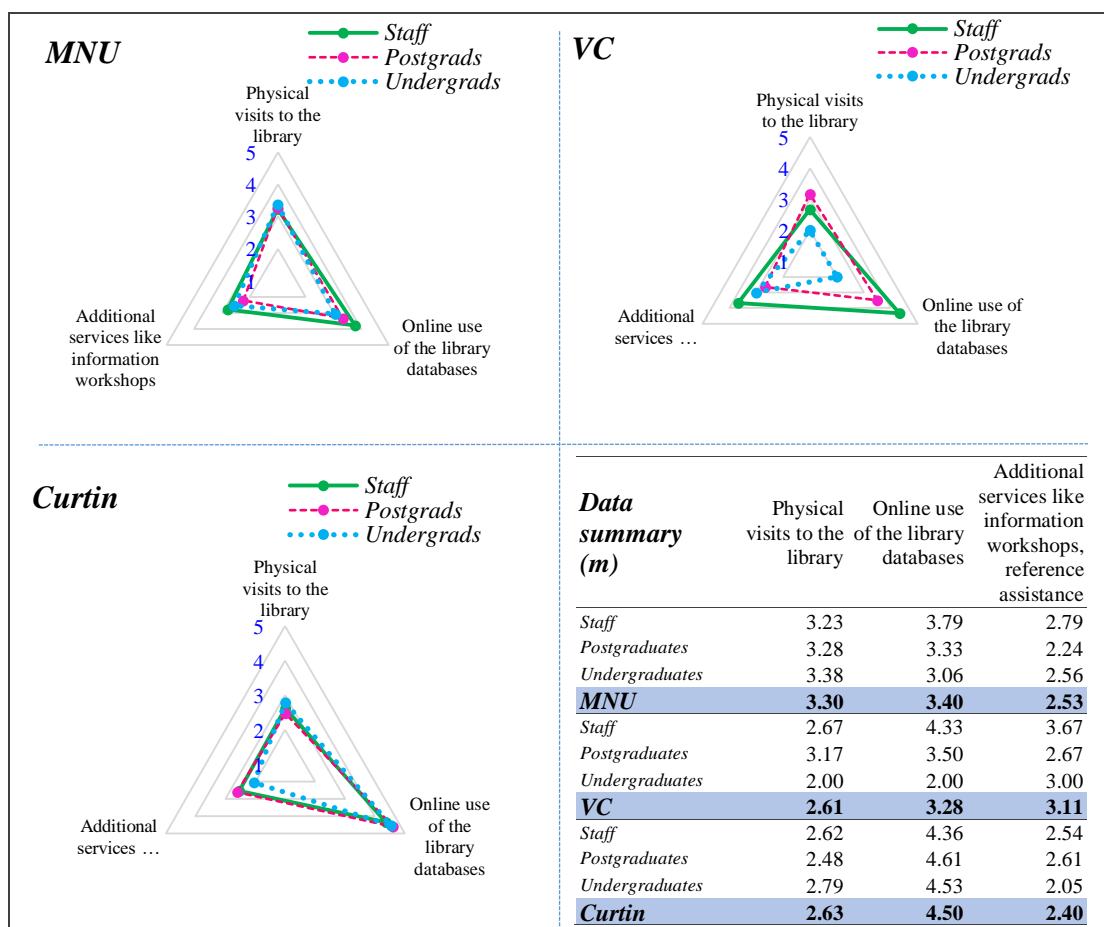 MNU
Staff
Postgrads
Undergrads
Physical
visits to the
library
5
4
3
2
1
Additional
services like
information
workshops
Online use
of the library
databases
VC
Staff
Postgrads
Undergrads
Physical visits
to the library
5
4
3
2
1
Additional
services …
Online use of
the library
databases
Curtin
Staff
Postgrads
Undergrads
Physical
visits to the
library
5
4
3
2
1
Additional
services …
Online use
of the
library
databases
Data
summary
(m)
Physical
visits to the
library
Online use
of the library
databases
Additional
services like
information
workshops,
reference
assistance
Staff 3.23 3.79 2.79
Postgraduates 3.28 3.33 2.24
Undergraduates 3.38 3.06 2.56
MNU 3.30 3.40 2.53
Staff 2.67 4.33 3.67
Postgraduates 3.17 3.50 2.67
Undergraduates 2.00 2.00 3.00
VC 2.61 3.28 3.11
Staff 2.62 4.36 2.54
Postgraduates 2.48 4.61 2.61
Undergraduates 2.79 4.53 2.05
Curtin 2.63 4.50 2.40